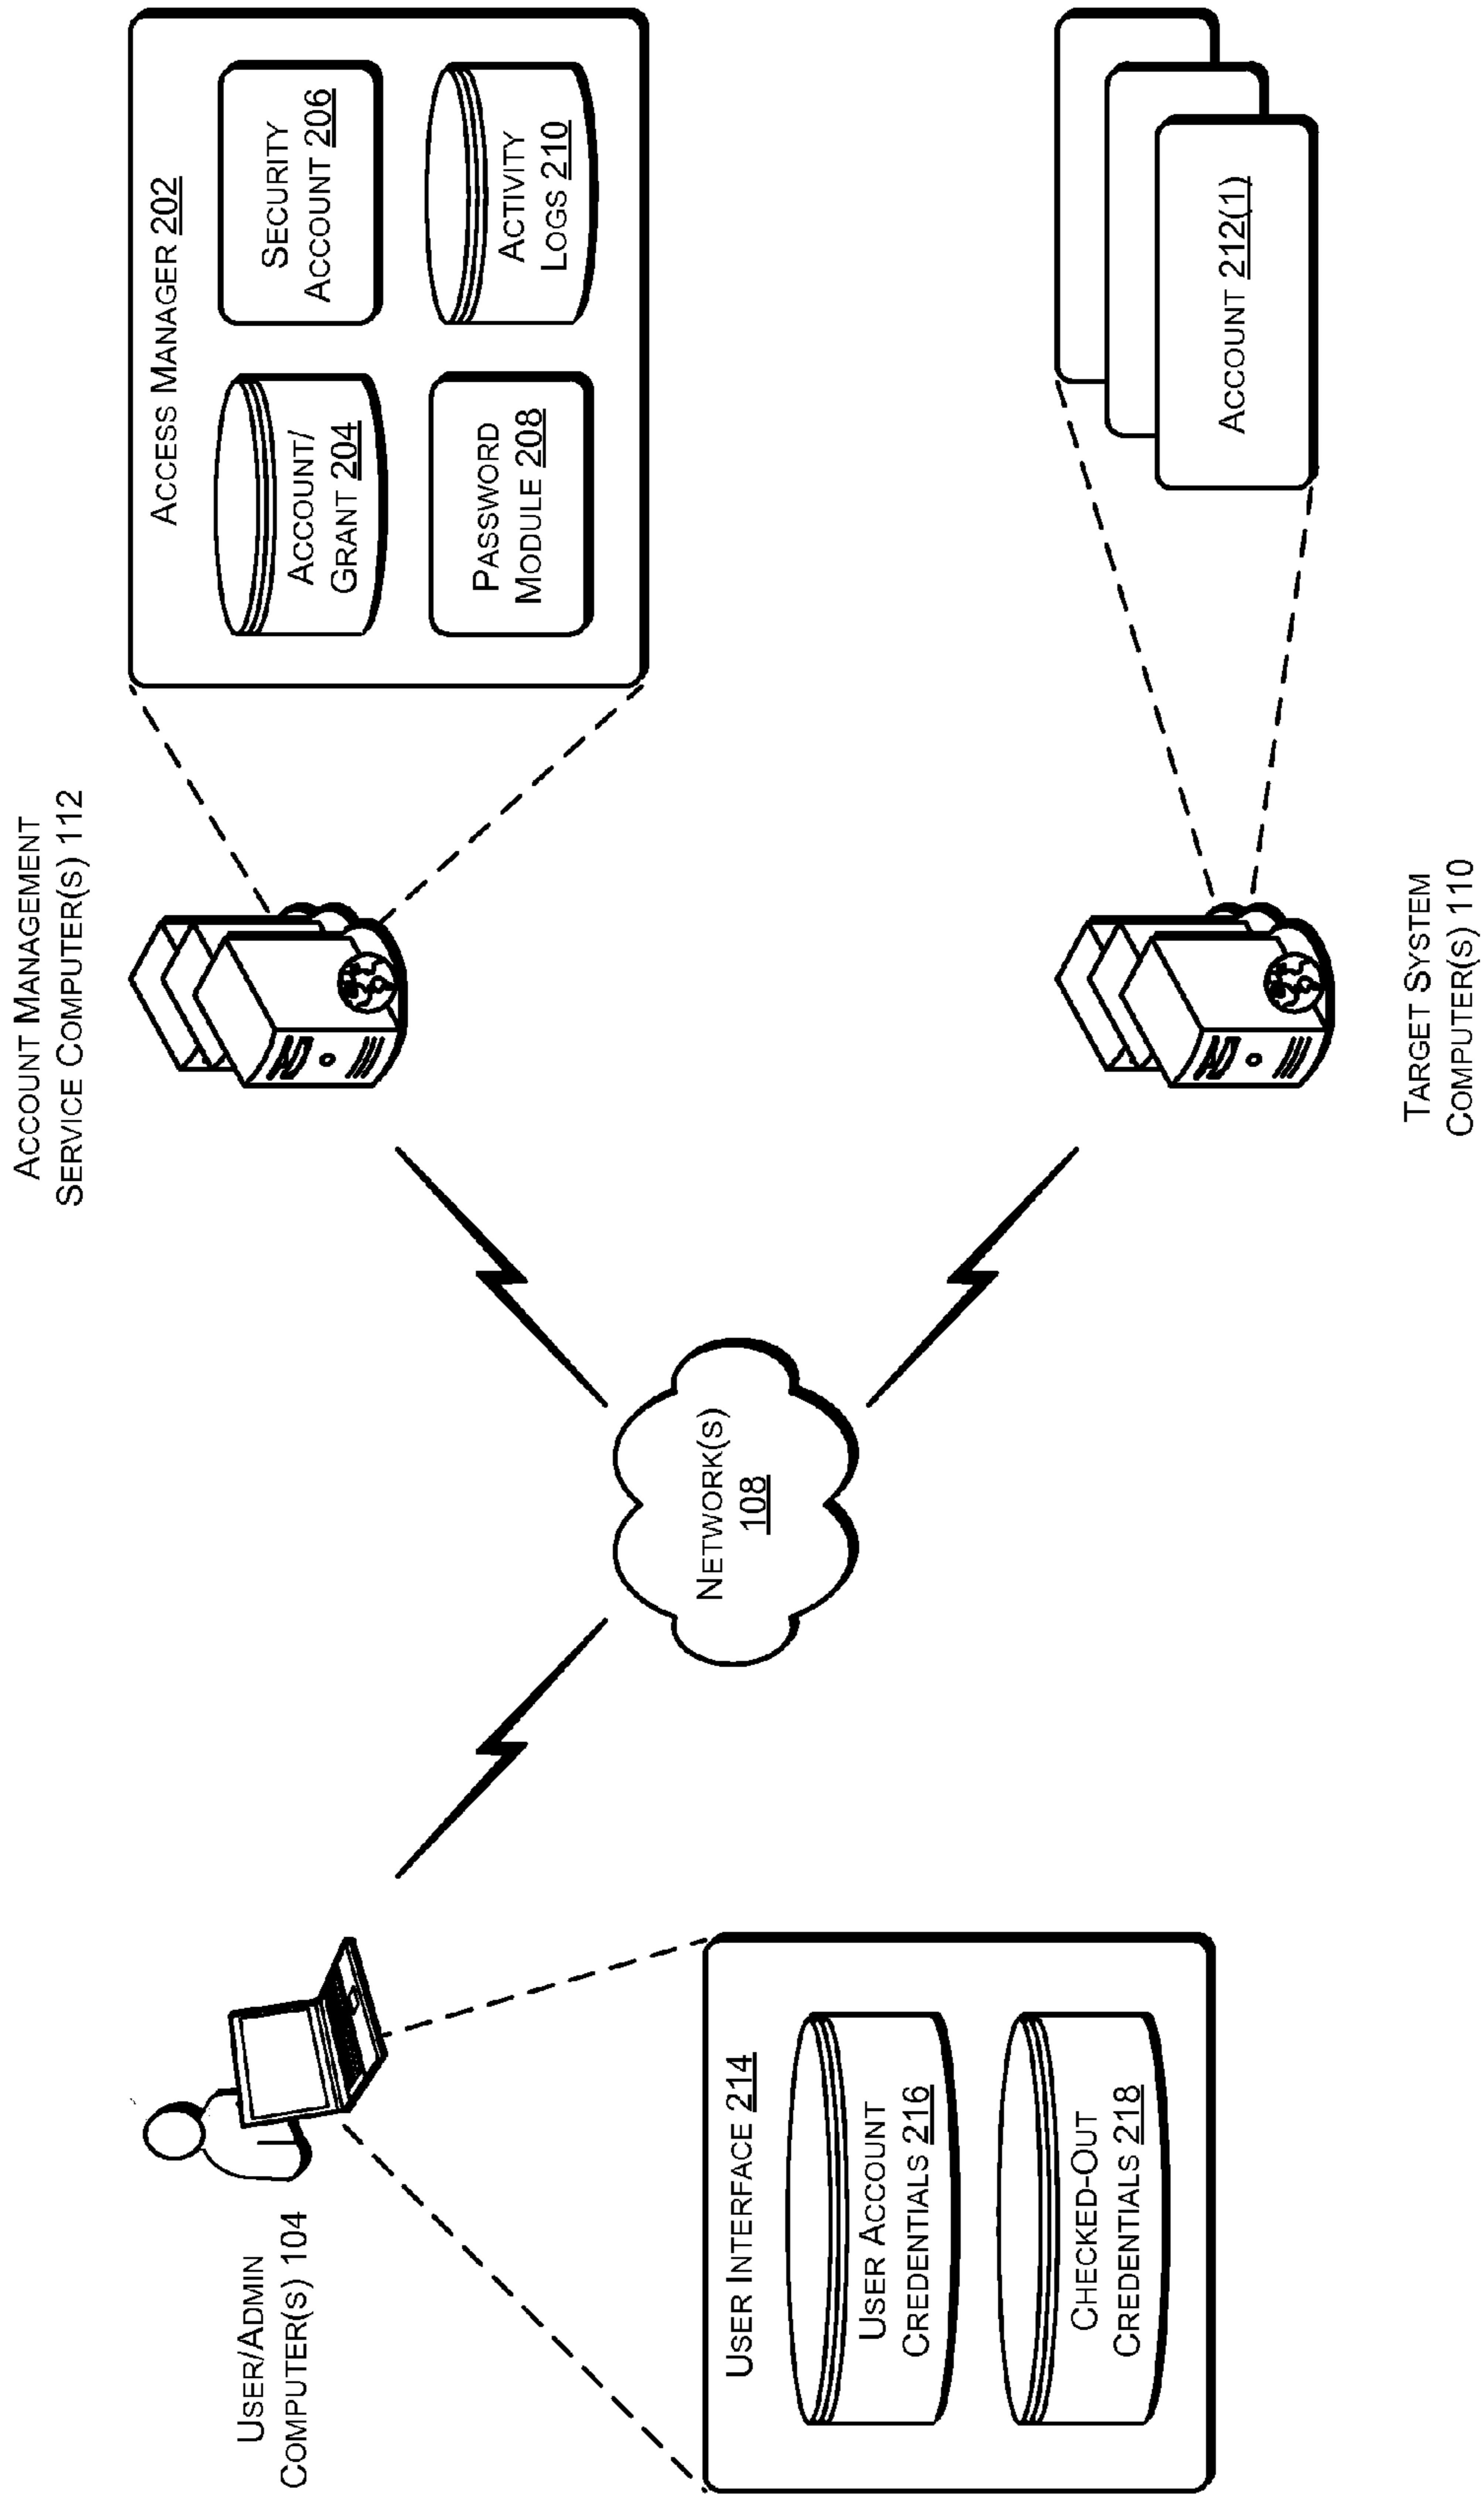 USER/ADMIN
COMPUTER(S) 104
USER INTERFACE 214
USER ACCOUNT
CREDENTIALS 216
CHECKED-OUT
CREDENTIALS 218
NETWORK(S)
108
ACCOUNT MANAGEMENT
SERVICE COMPUTER(S) 112
ACCESS MANAGER 202
ACCOUNT/
GRANT 204
SECURITY
ACCOUNT 206
PASSWORD
MODULE 208
ACTIVITY
LOGS 210
TARGET SYSTEM
COMPUTER(S) 110
ACCOUNT 212(1)